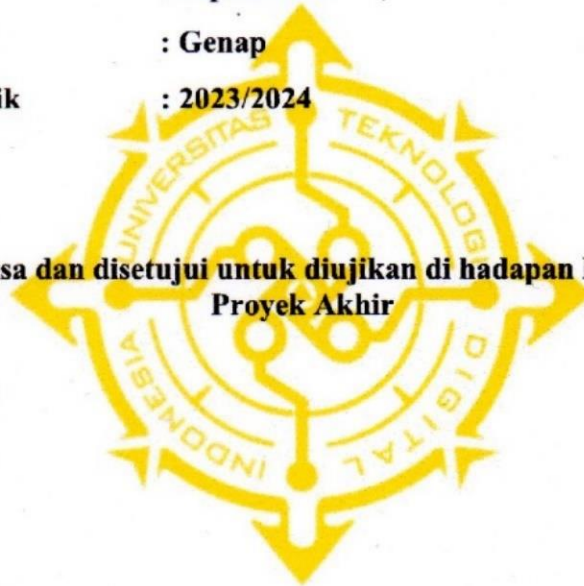 : Genap
ik : 2023/2024
sa dan disetujui untuk diujikan di hadapan
Proyek Akhir
UNIVERSITAS TEKNOLOGI DIGITAL INDONESIA